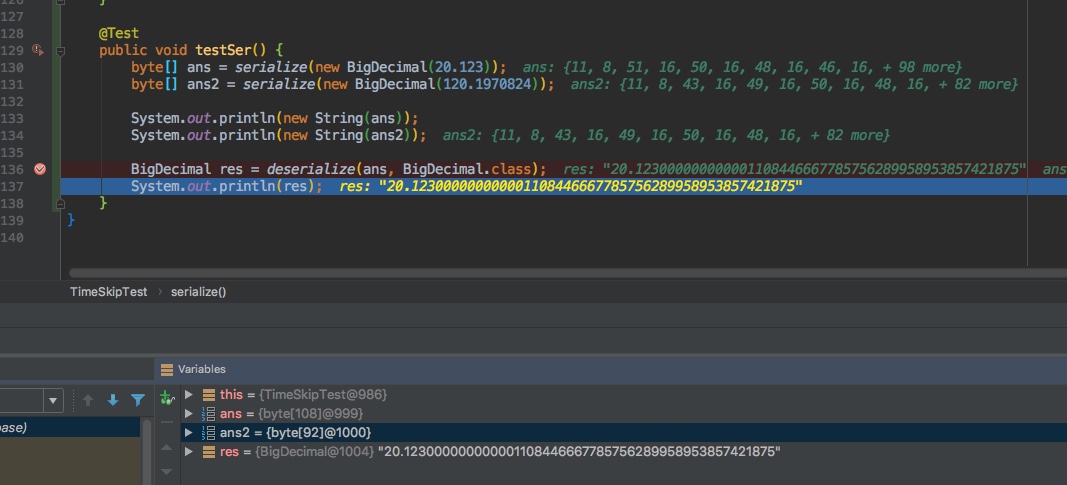 126 }
127
128 @Test
129 public void testSer() {
130 byte[] ans = serialize(new BigDecimal(20.123)); ans: {11, 8, 51, 16, 50, 16, 48, 16, 46, 16, + 98 more}
131 byte[] ans2 = serialize(new BigDecimal(120.1970824)); ans2: {11, 8, 43, 16, 49, 16, 50, 16, 48, 16, + 82 more}
132
133 System.out.println(new String(ans));
134 System.out.println(new String(ans2)); ans2: {11, 8, 43, 16, 49, 16, 50, 16, 48, 16, + 82 more}
135
136 BigDecimal res = deserialize(ans, BigDecimal.class); res: "20.123000000000001108446667785756289958953857421875" ans
137 System.out.println(res); res: "20.123000000000001108446667785756289958953857421875"
138 }
139 }
140
TimeSkipTest › serialize()
Variables
this = {TimeSkipTest@986}
ans = {byte[108]@999}
ase) ans2 = {byte[92]@1000}
res = {BigDecimal@1004} "20.123000000000001108446667785756289958953857421875"